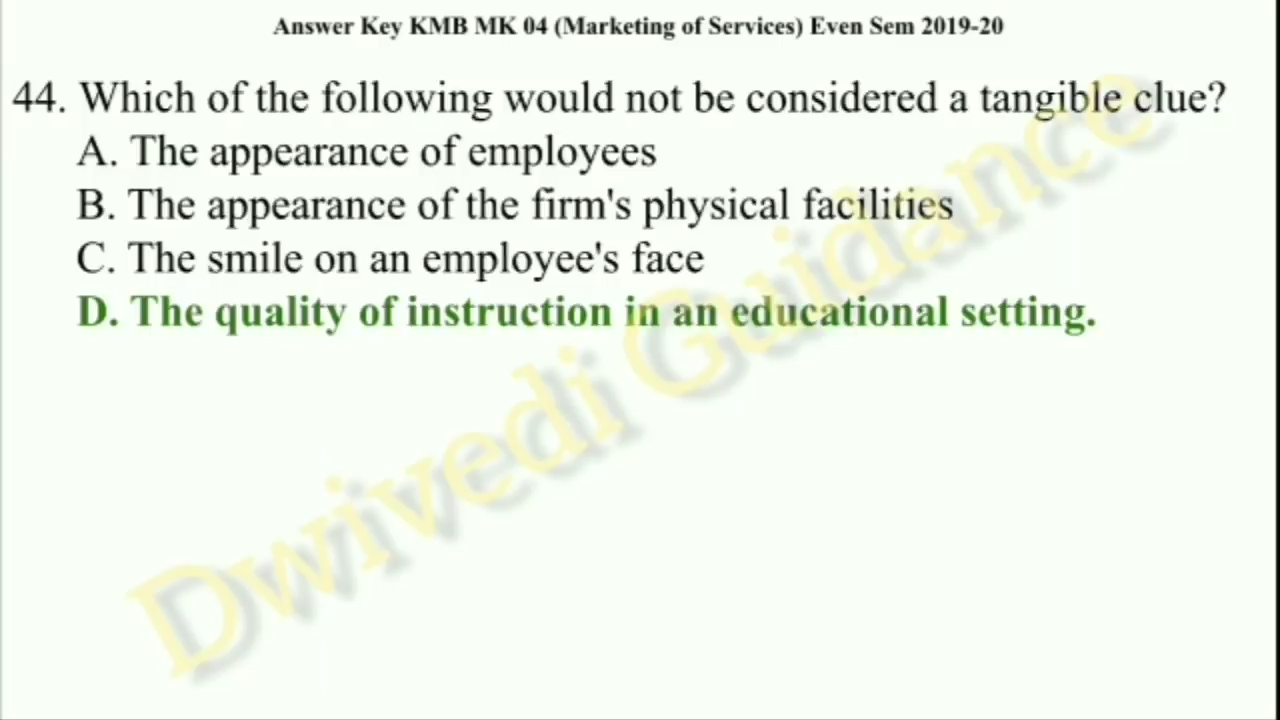 Answer Key KMB MK 04 (Marketing of Services) Even Sem 2019-20
44. Which of the following would not be considered a tangible clue?
A. The appearance of employees
B. The appearance of the firm's physical facilities
C. The smile on an employee's face
D. The quality of instruction in an educational setting.
Dwivedi Guidance